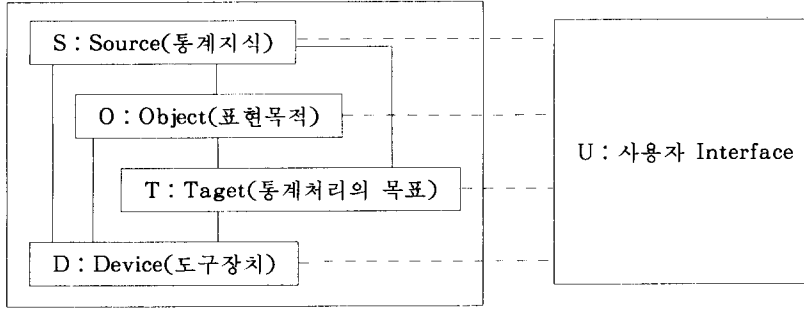 S : Source(통계지식)
O : Object(표현목적)
T : Taget(통계처리의 목표)
D : Device(도구장치)
U : 사용자 Interface